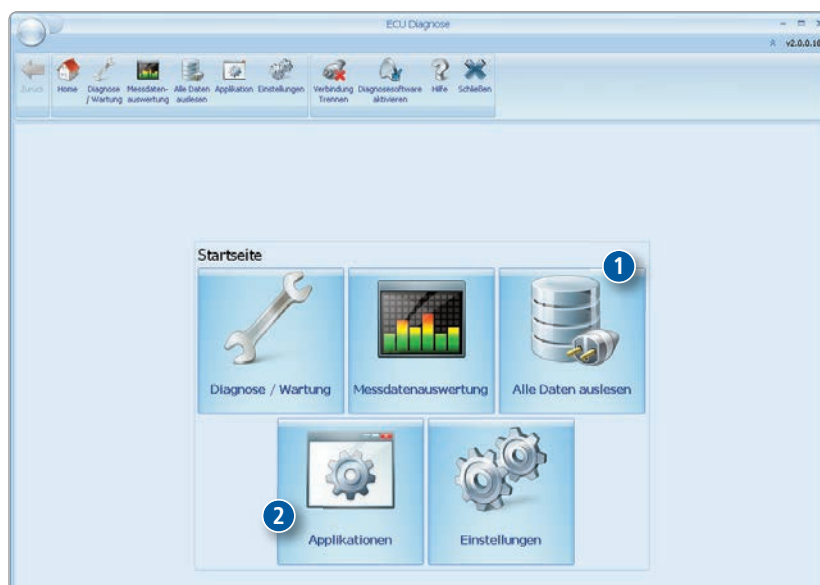 ECU Diagnose
v2.0.0.10
Zurück Home Diagnose Messdaten- Alle Daten Applikation Einstellungen Verbindung Diagnosesoftware Hilfe Schließen
/ Wartung auswertung auslesen Trennen aktivieren
Startseite
1
Diagnose / Wartung Messdatenauswertung Alle Daten auslesen
2
Applikationen Einstellungen